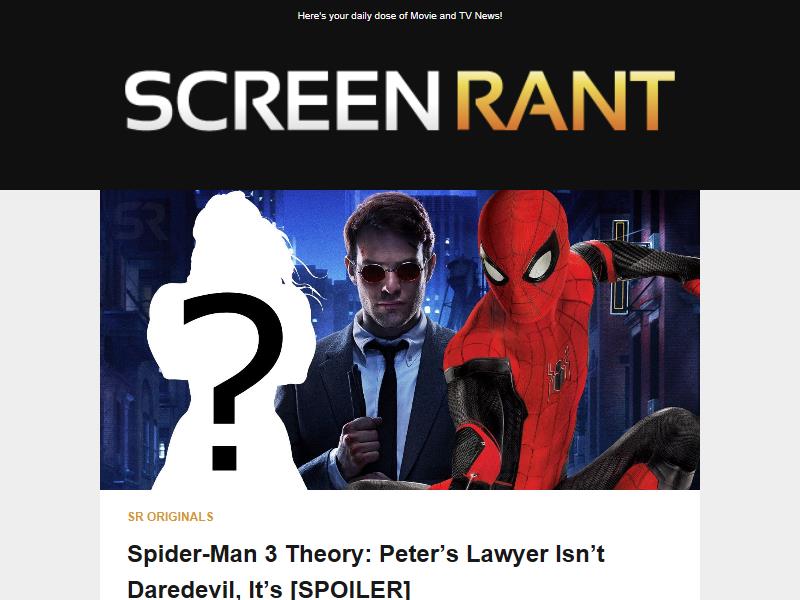 Here's your daily dose of Movie and TV News!
SCREEN RANT
SR
?
SR ORIGINALS
Spider-Man 3 Theory: Peter’s Lawyer Isn’t
Daredevil, It’s [SPOILER]